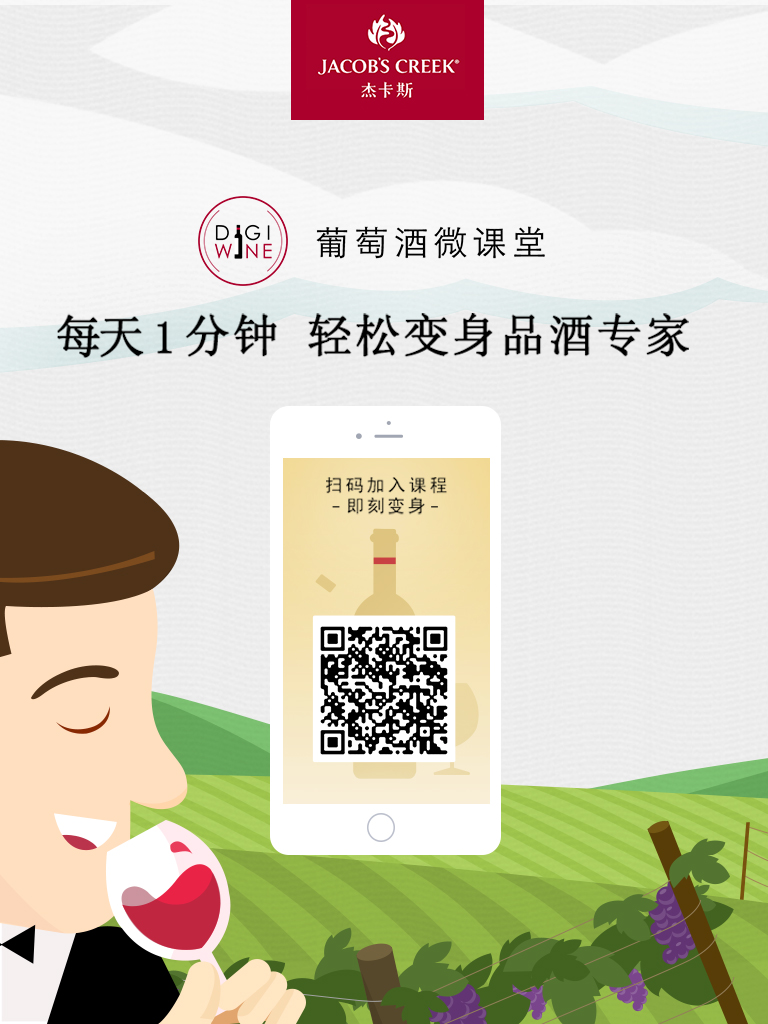 JACOB'S CREEK®
杰卡斯
DIGI
WINE
葡萄酒微课堂
每天1分钟 轻松变身品酒专家
扫码加入课程
-即刻变身-